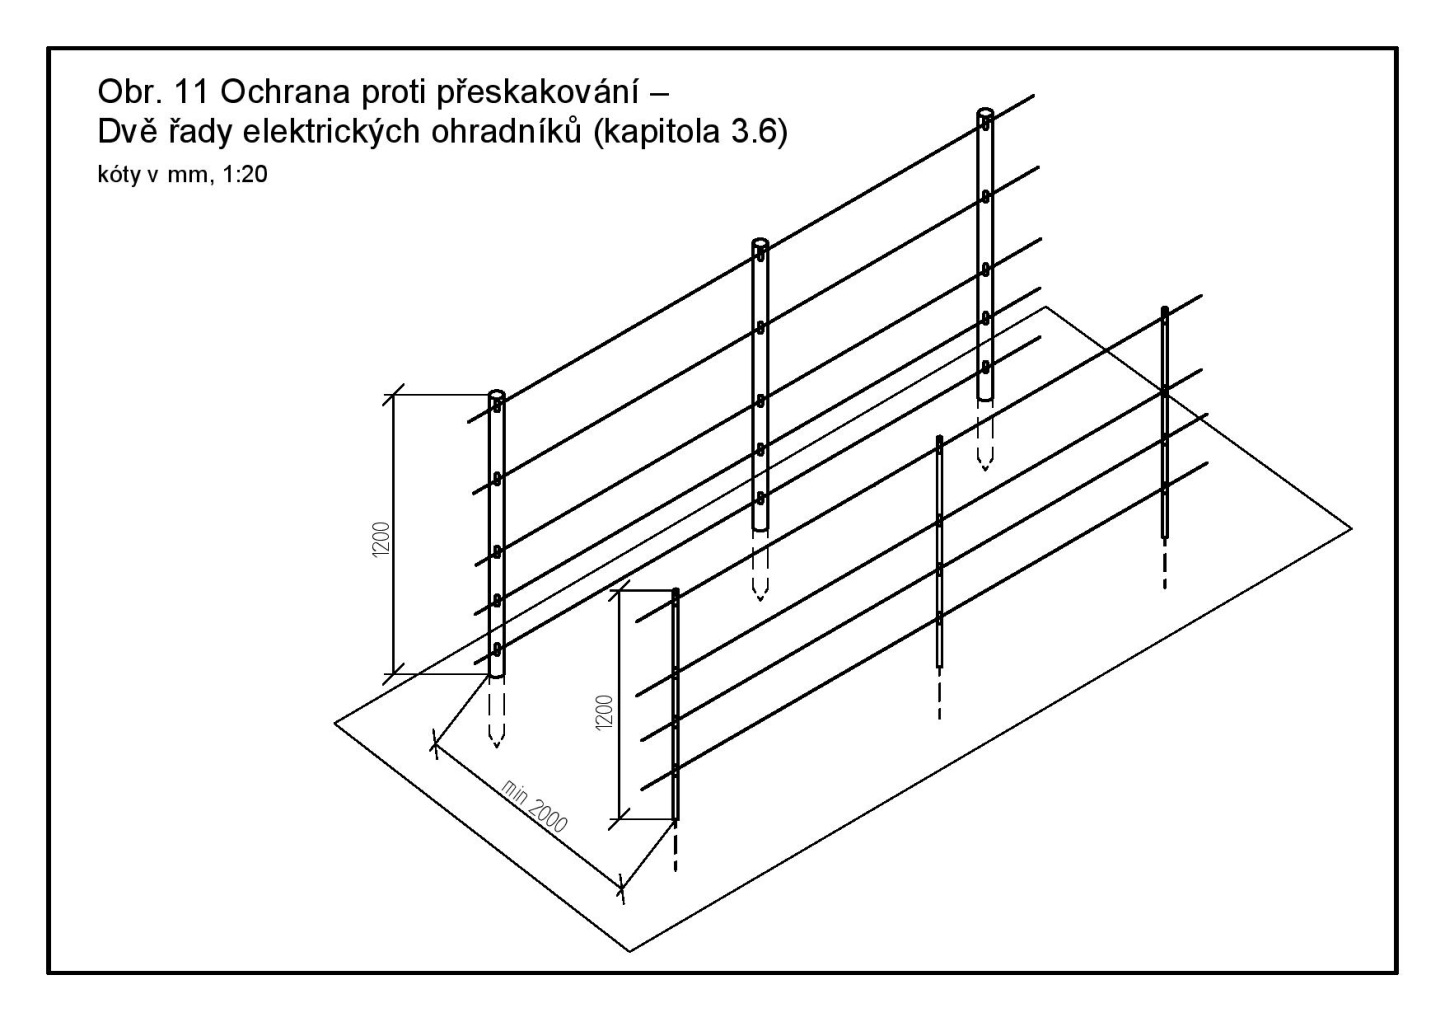 Obr. 11 Ochrana proti přeskakování –
Dvě řady elektrických ohradníků (kapitola 3.6)
kóty v mm, 1:20
1200
1200
min 2000